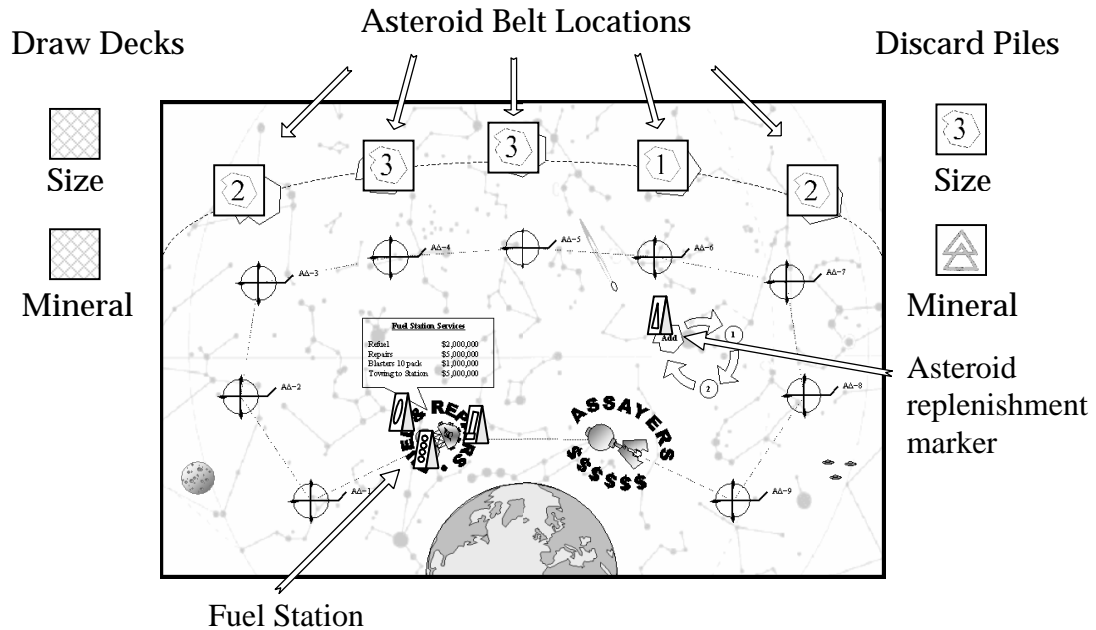 Asteroid Belt Locations
Draw Decks
Discard Piles
Size
Mineral
2
3
3
1
2
3
Size
Mineral
AΔ-1
AΔ-2
AΔ-3
AΔ-4
AΔ-5
AΔ-6
AΔ-7
AΔ-8
AΔ-9
Fuel Station Services
Refuel $2,000,000
Repairs $5,000,000
Blasters 10 pack $1,000,000
Towing to Station $5,000,000
Add
1
2
& REPAIRS
ASSAYERS
$$$$$$
Asteroid
replenishment
marker
Fuel Station